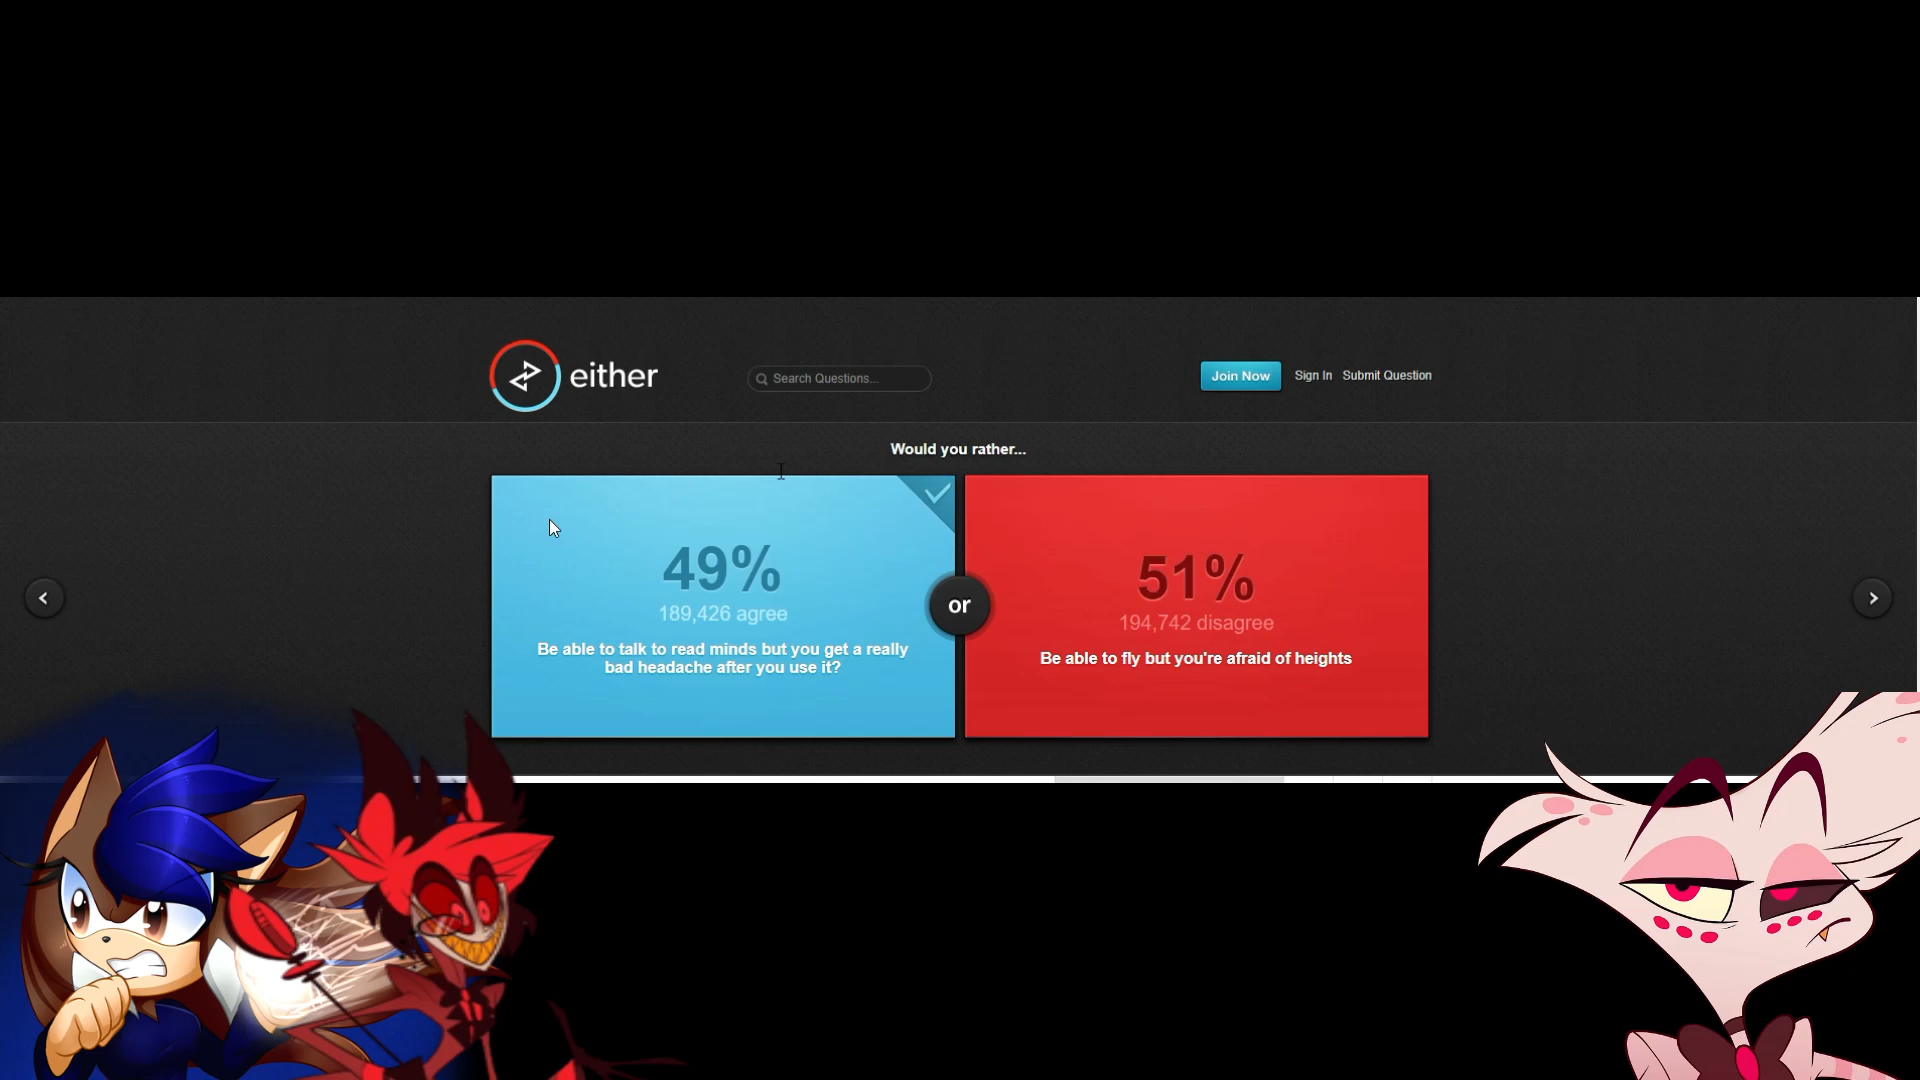 either
Search Questions...
Join Now
Sign In
Submit Question
Would you rather...
49%
189,426 agree
Be able to talk to read minds but you get a really
bad headache after you use it?
or
51%
194,742 disagree
Be able to fly but you're afraid of heights